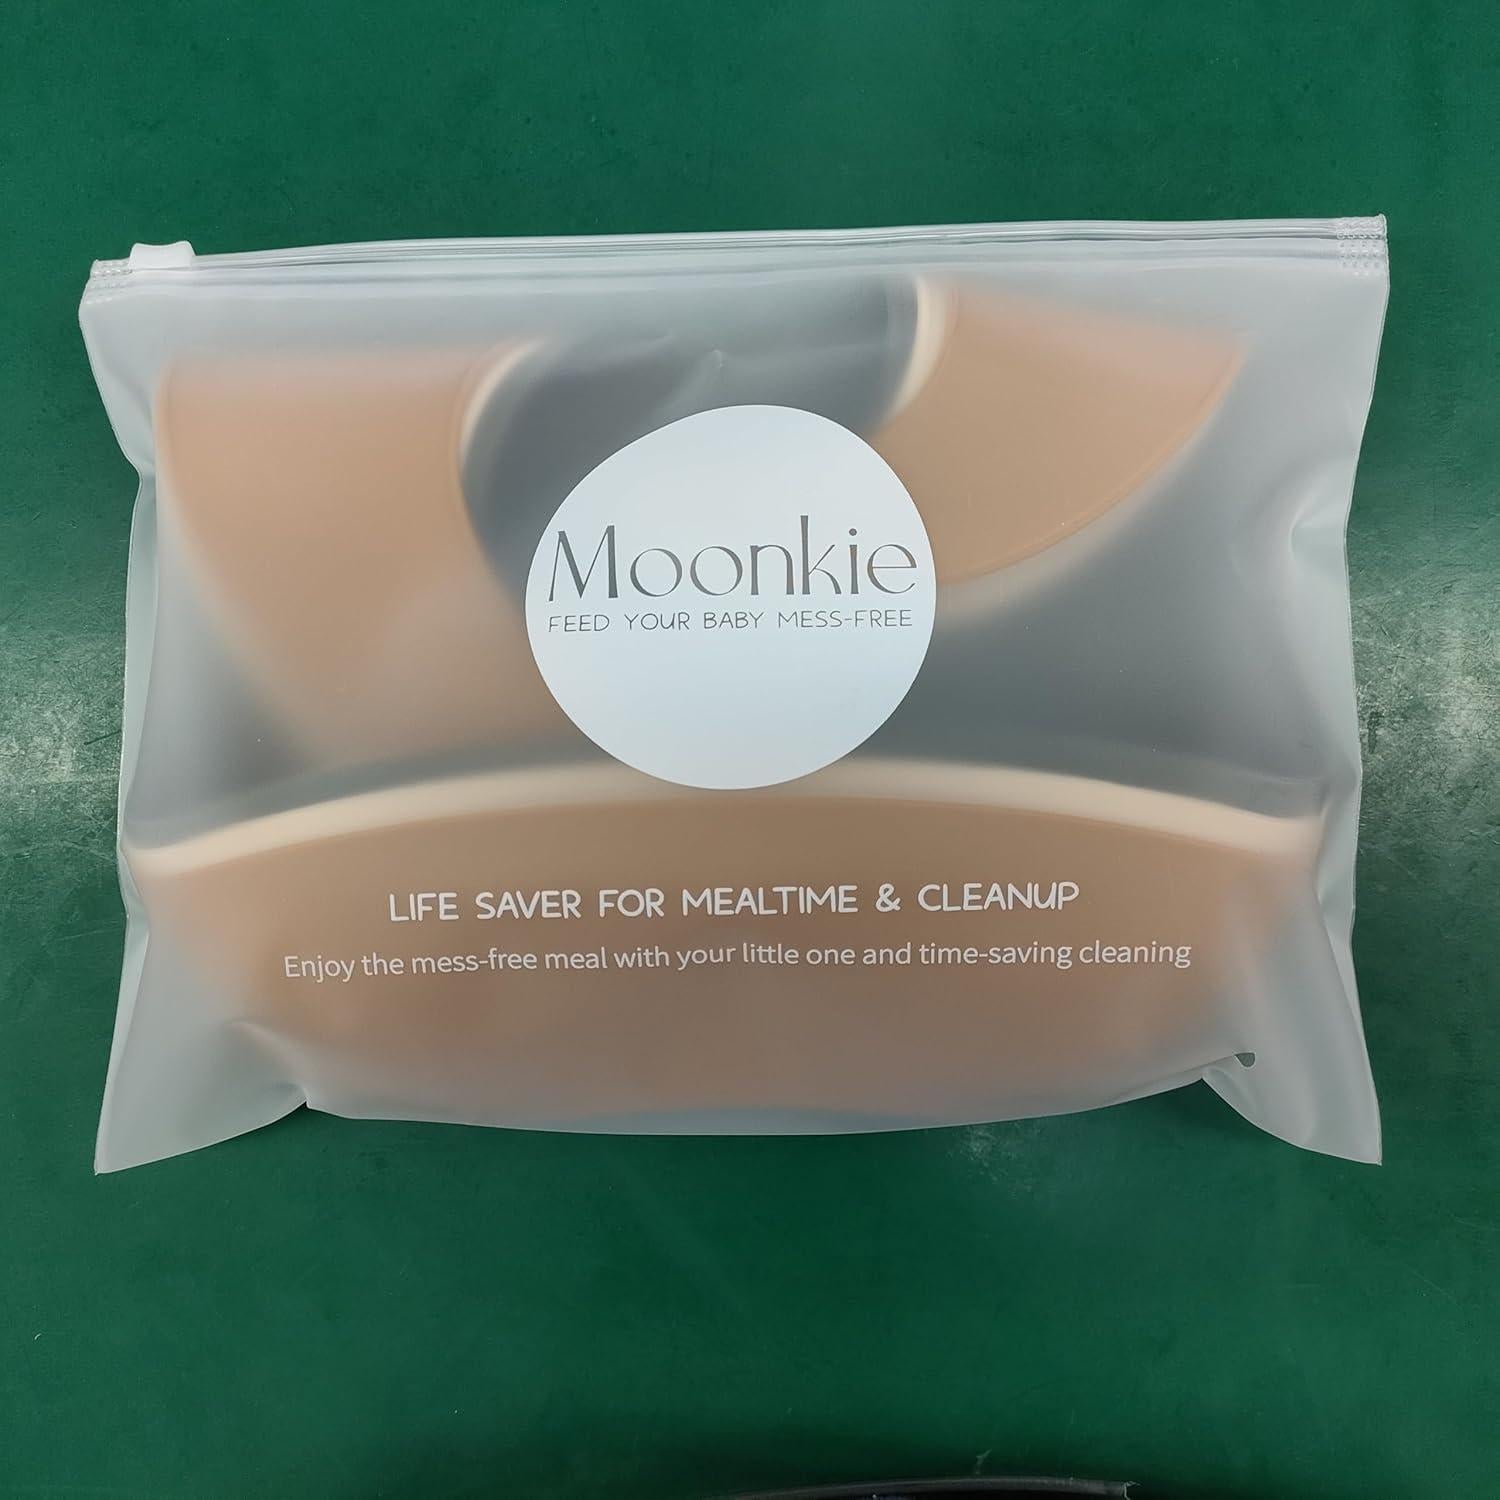 Moonkie
FEED YOUR BABY MESS-FREE
LIFE SAVER FOR MEALTIME & CLEANUP
Enjoy the mess-free meal with your little one and time-saving cleaning